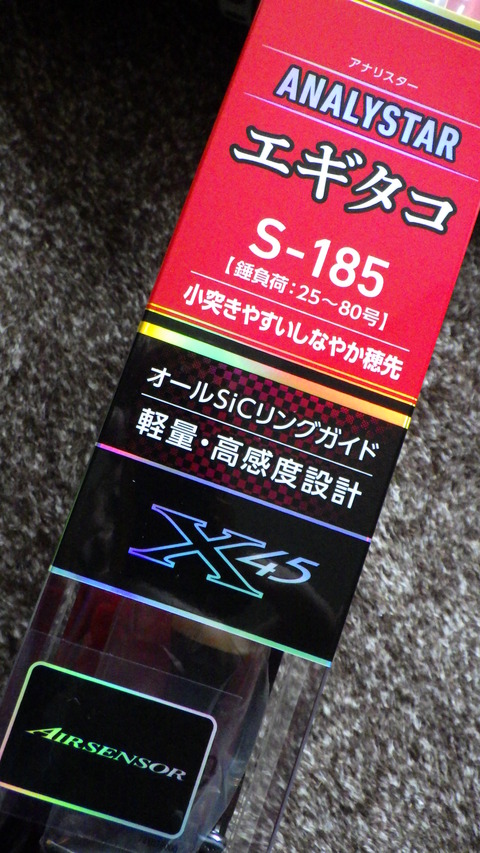 アナリスター
ANALYSTAR
エギタコ
S-185
【錘負荷：25～80号】
小突きやすいしなやか穂先
オールSiCリングガイド
軽量・高感度設計
X45
AIRSENSOR